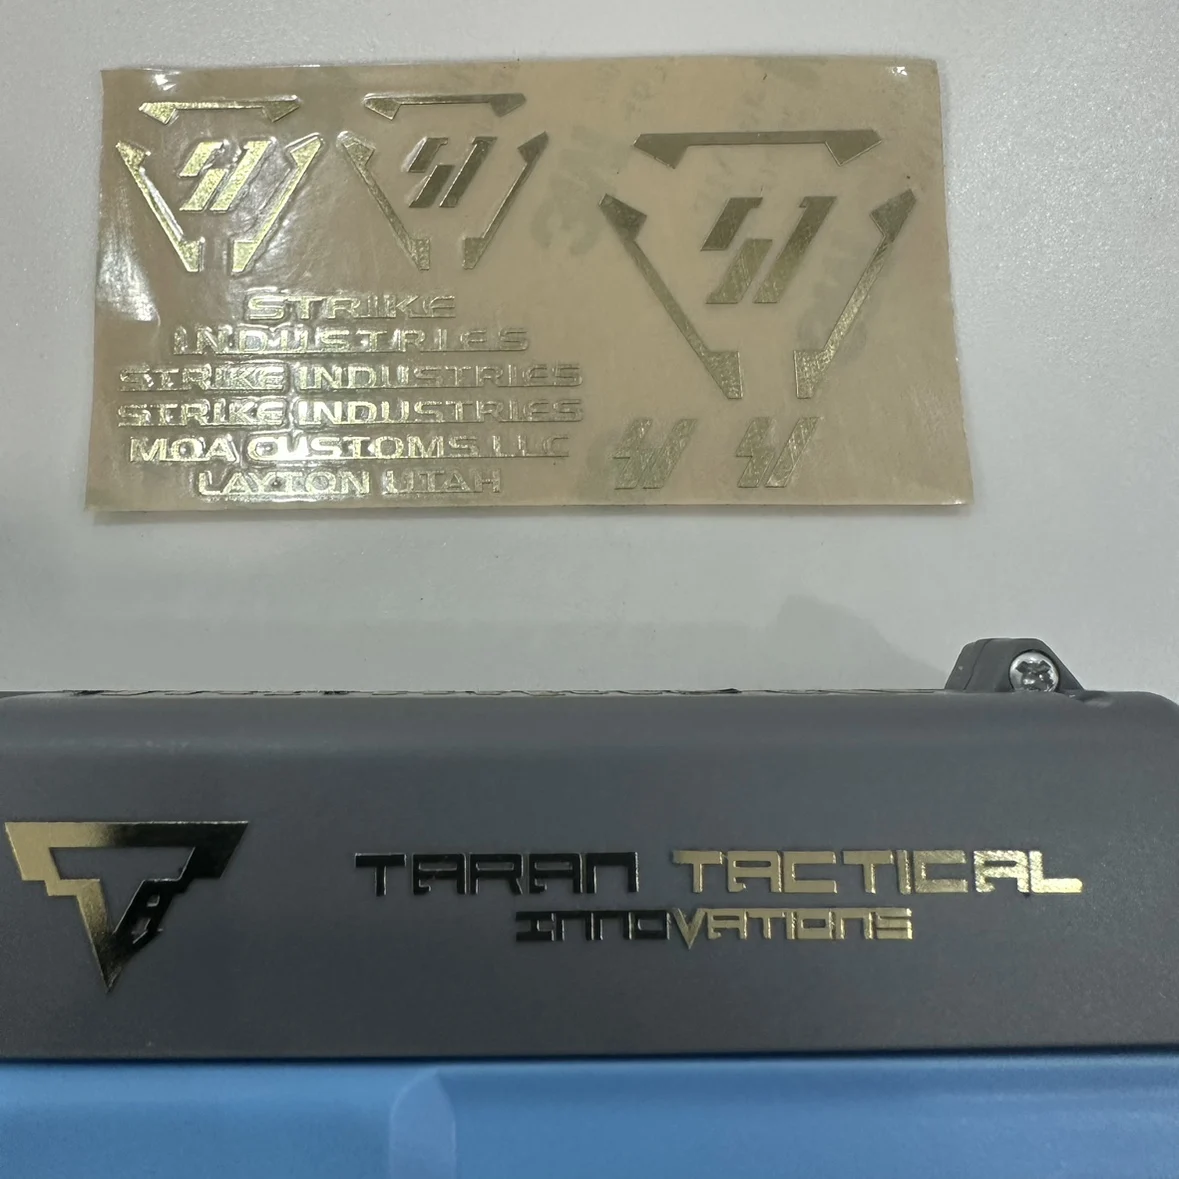 STRIKE
INDUSTRIES
STRIKE INDUSTRIES
STRIKE INDUSTRIES
MOA CUSTOMS LLC
LAYTON UTAH
TARAN TACTICAL
INNOVATIONS